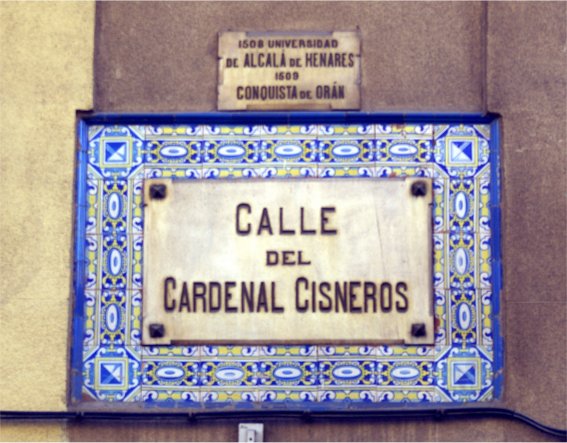 1508 UNIVERSIDAD
DE ALCALÁ DE HENARES
1509
CONQUISTA DE ORÁN
CALLE
DEL
CARDENAL CISNEROS